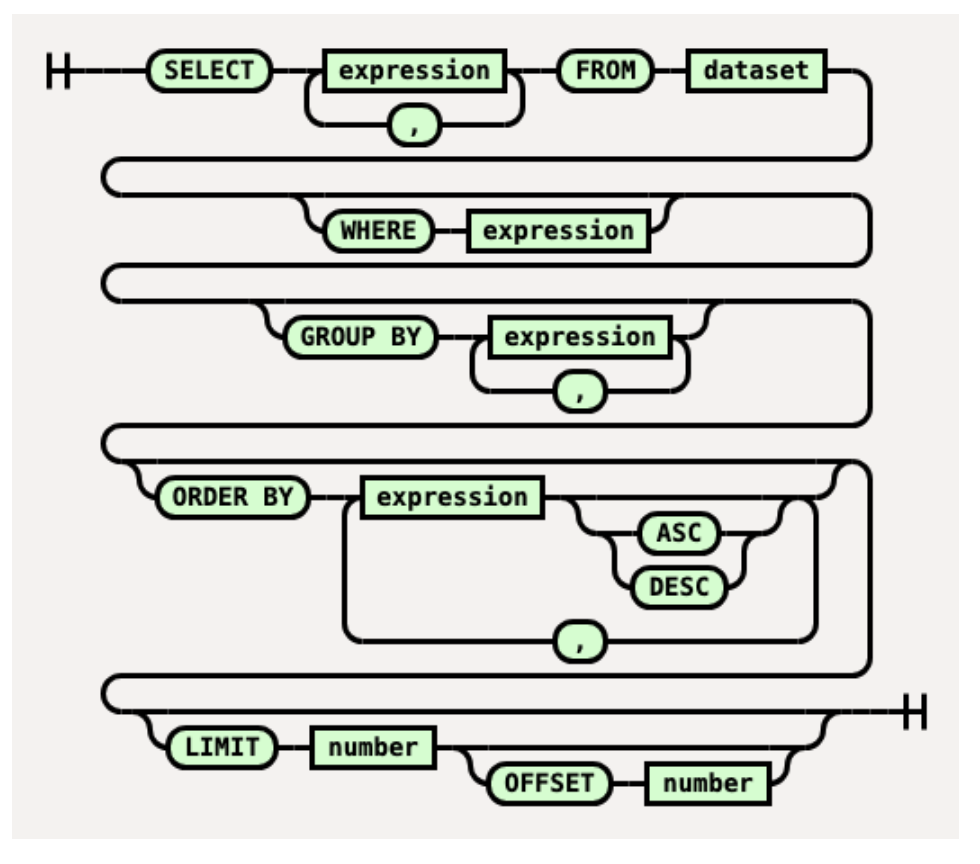 SELECT expression FROM dataset
,
WHERE expression
GROUP BY expression
,
ORDER BY expression
ASC
DESC
,
LIMIT number
OFFSET number